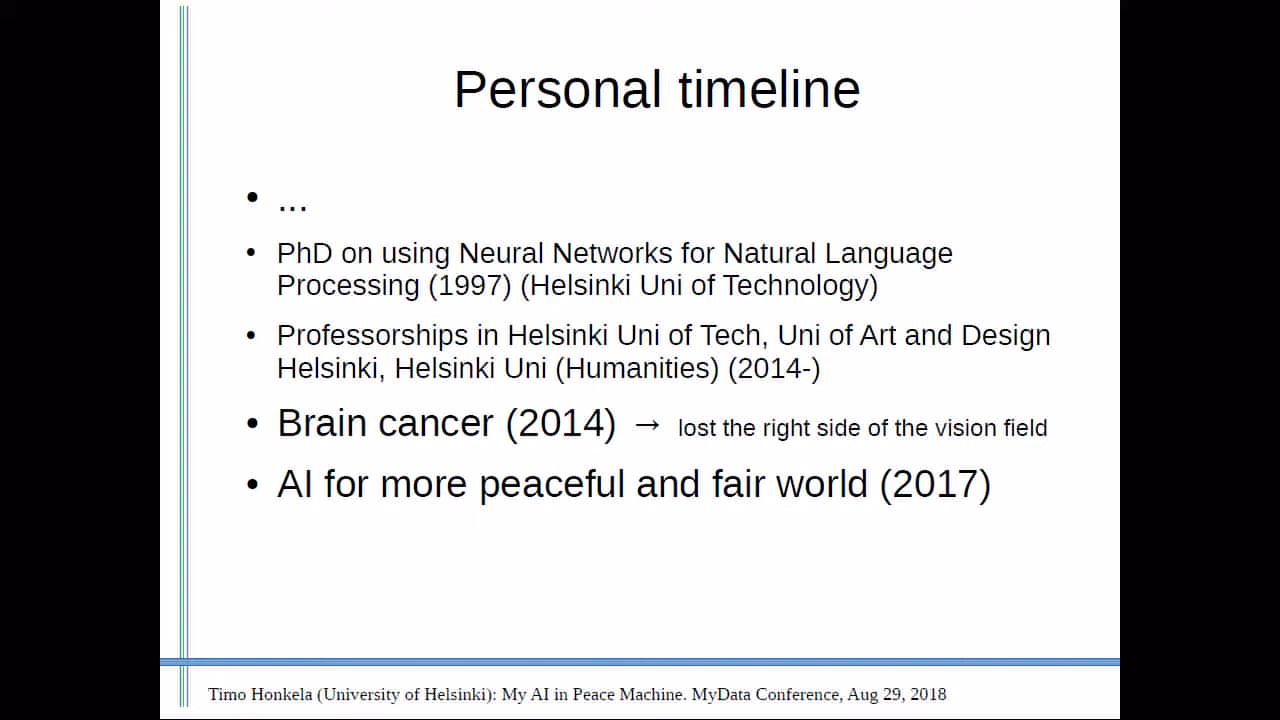 Personal timeline
• ...
• PhD on using Neural Networks for Natural Language
Processing (1997) (Helsinki Uni of Technology)
• Professorships in Helsinki Uni of Tech, Uni of Art and Design
Helsinki, Helsinki Uni (Humanities) (2014-)
• Brain cancer (2014) → lost the right side of the vision field
• AI for more peaceful and fair world (2017)
Timo Honkela (University of Helsinki): My AI in Peace Machine. MyData Conference, Aug 29, 2018